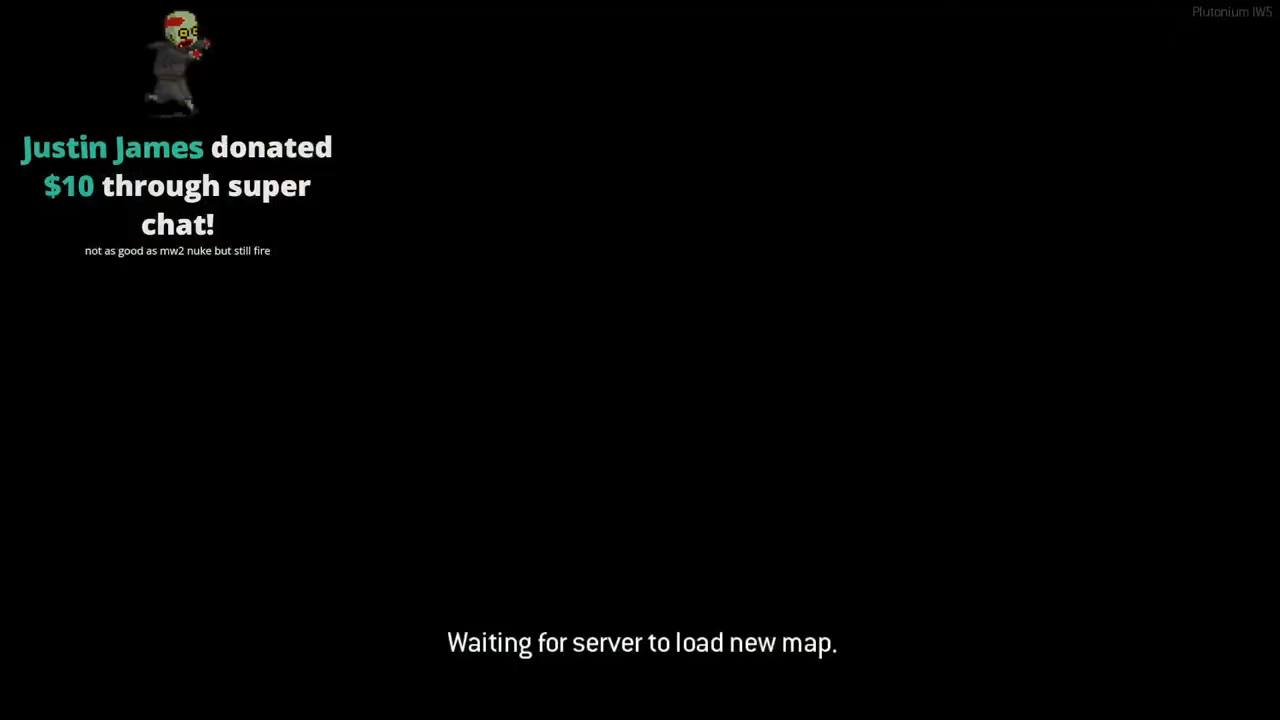 Plutonium IW5
Justin James donated
$10 through super
chat!
not as good as mw2 nuke but still fire
Waiting for server to load new map.